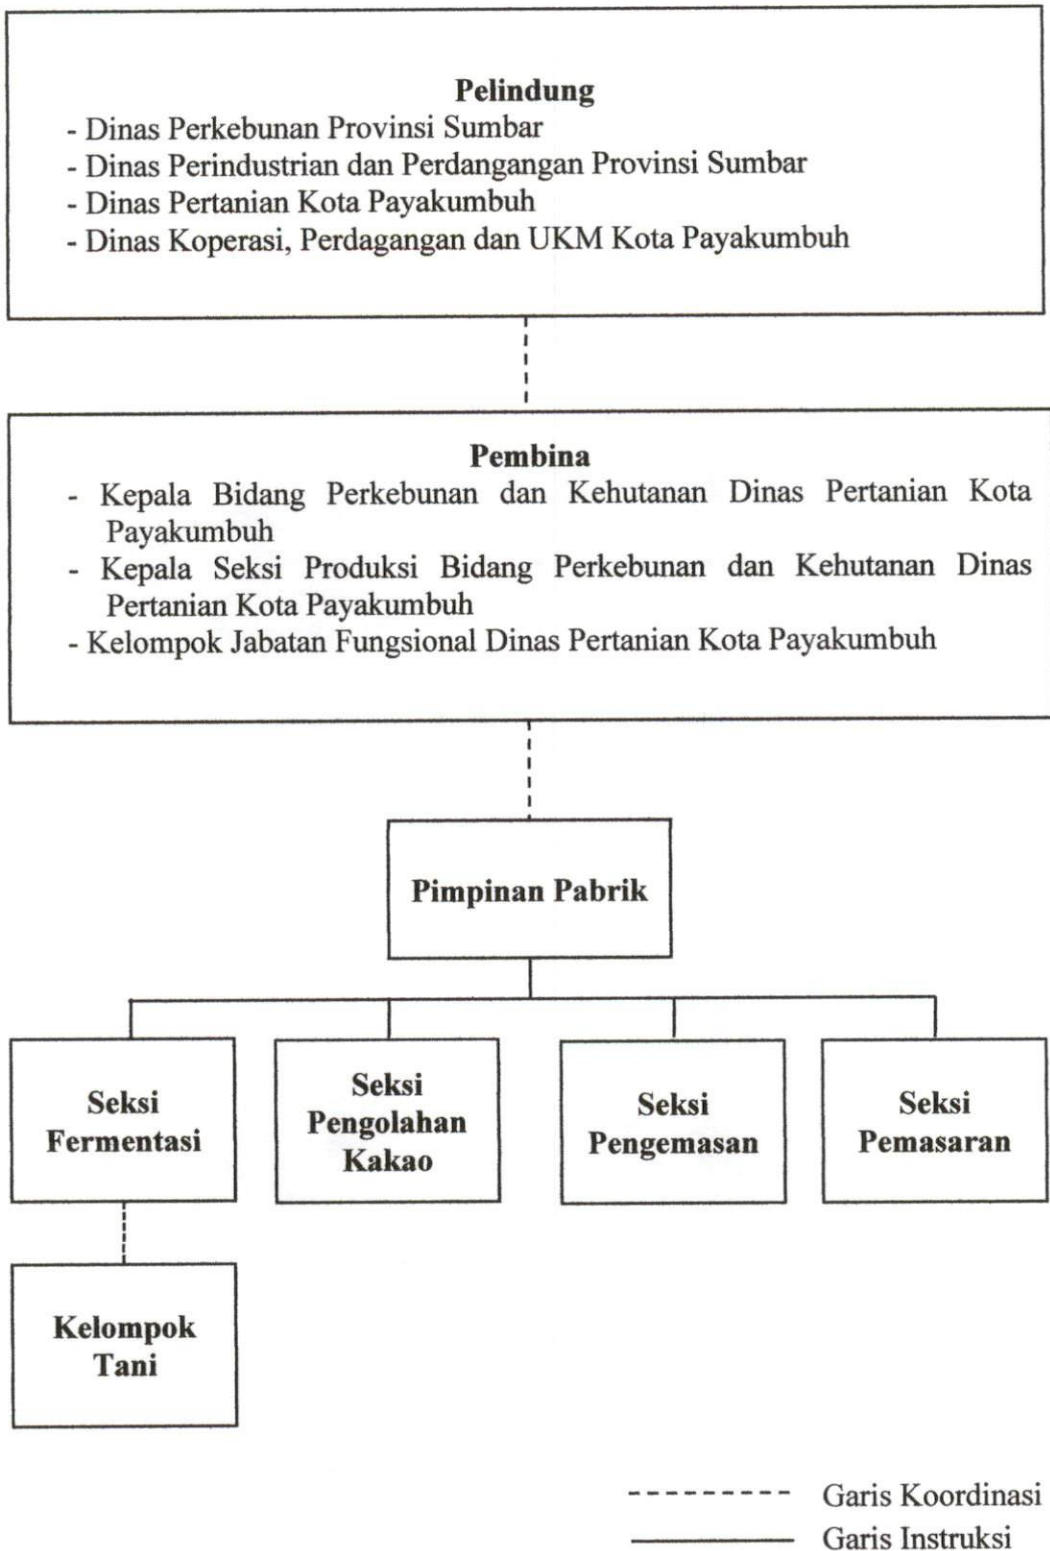 Pelindung
- Dinas Perkebunan Provinsi Sumbar
- Dinas Perindustrian dan Perdangangan Provinsi Sumbar
- Dinas Pertanian Kota Payakumbuh
- Dinas Koperasi, Perdagangan dan UKM Kota Payakumbuh
Pembina
- Kepala Bidang Perkebunan dan Kehutanan Dinas Pertanian Kota
Payakumbuh
- Kepala Seksi Produksi Bidang Perkebunan dan Kehutanan Dinas
Pertanian Kota Payakumbuh
- Kelompok Jabatan Fungsional Dinas Pertanian Kota Payakumbuh
Pimpinan Pabrik
Seksi
Fermentasi
Seksi
Pengolahan
Kakao
Seksi
Pengemasan
Seksi
Pemasaran
Kelompok
Tani
Garis Koordinasi
Garis Instruksi